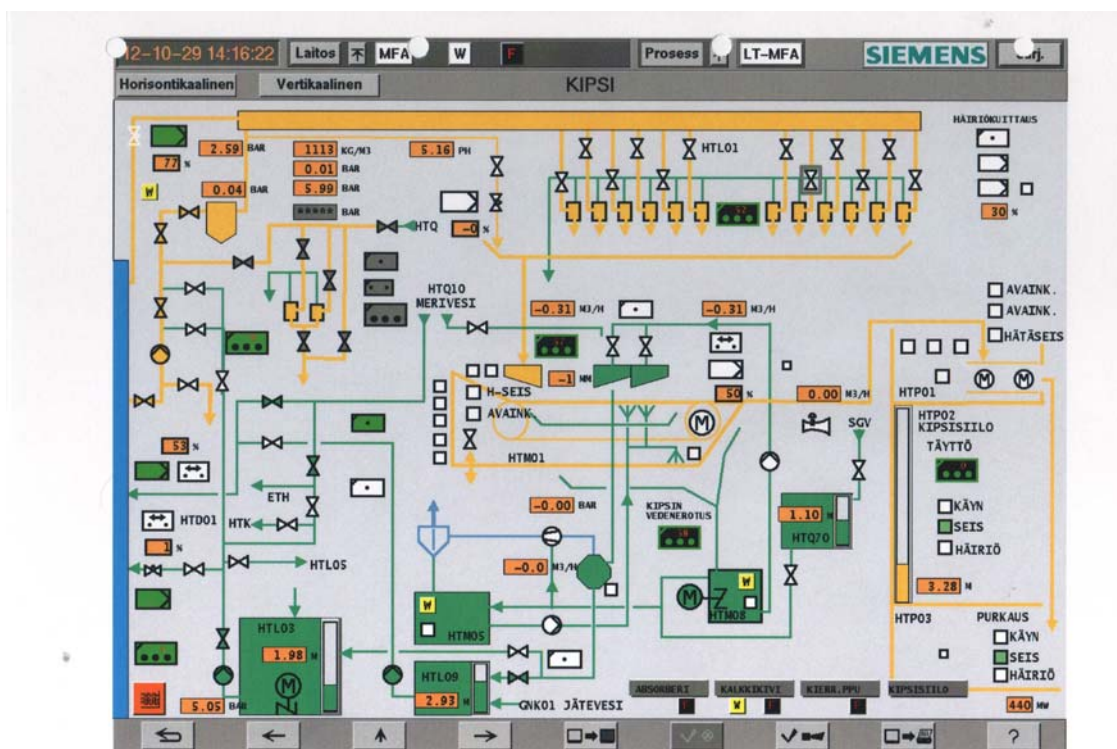 12-10-29 14:16:22 Laitos MFA W F Prosess LT-MFA SIEMENS
Horisontikaalinen Vertikaalinen KIPSI
HÄIRIÖKUITTAUS
2.59 BAR 1113 KG/M3 5.16 PH HTL01
77 % 0.01 BAR
W 0.04 BAR 5.99 BAR
***** BAR
HTQ -0 % 30 %
HTQ10
MERIVESI
AVAINK.
-0.31 M3/H -0.31 M3/H AVAINK.
HÄTÄSEIS
-1 MM M M
H-SEIS 50 % 0.00 M3/H HTP01
AVAINK. M SGV HTP02
KIPSISIILO
53 % TÄYTTÖ
HTM01
ETH -0.00 BAR KIPSIN
VEDENEROTUS
1.10 M KÄYN
HTD01 HTK HTQ70 SEIS
1 % HÄIRIÖ
HTL05 -0.0 M3/H
W M W 3.28 M
HTM05 HTM08
HTP03 PURKAUS
HTL03 KÄYN
1.98 M SEIS
HTL09 HÄIRIÖ
M 2.93 M ABSORBERI KALKKIKIVI KIERR.PPU KIPSISIILO
5.05 BAR GNK01 JÄTEVESI F W F F 440 MW
?